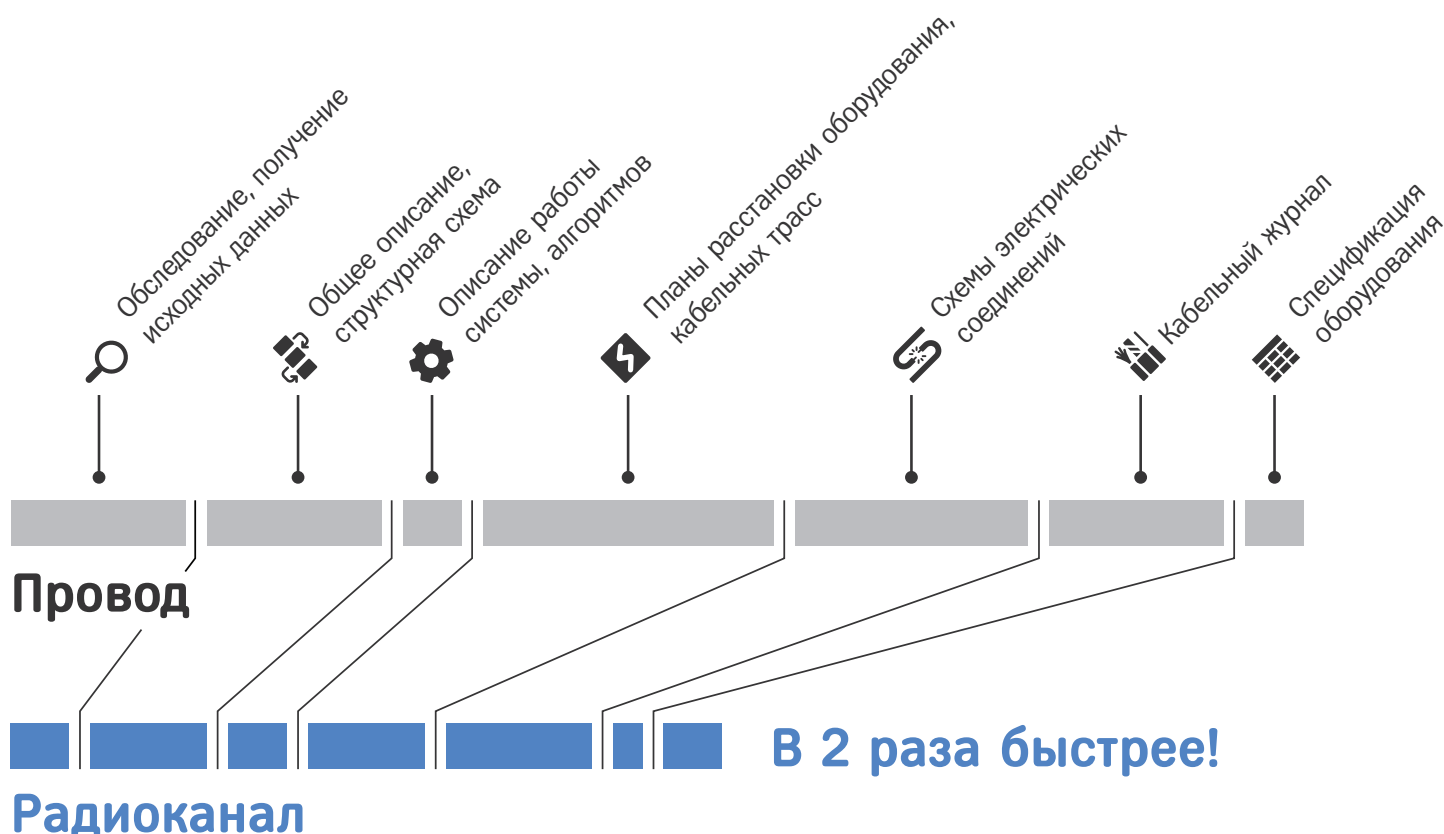 Обследование, получение
исходных данных
Общее описание,
структурная схема
Описание работы
системы, алгоритмов
Планы расстановки оборудования,
кабельных трасс
Схемы электрических
соединений
Кабельный журнал
Спецификация
оборудования
Провод
В 2 раза быстрее!
Радиоканал